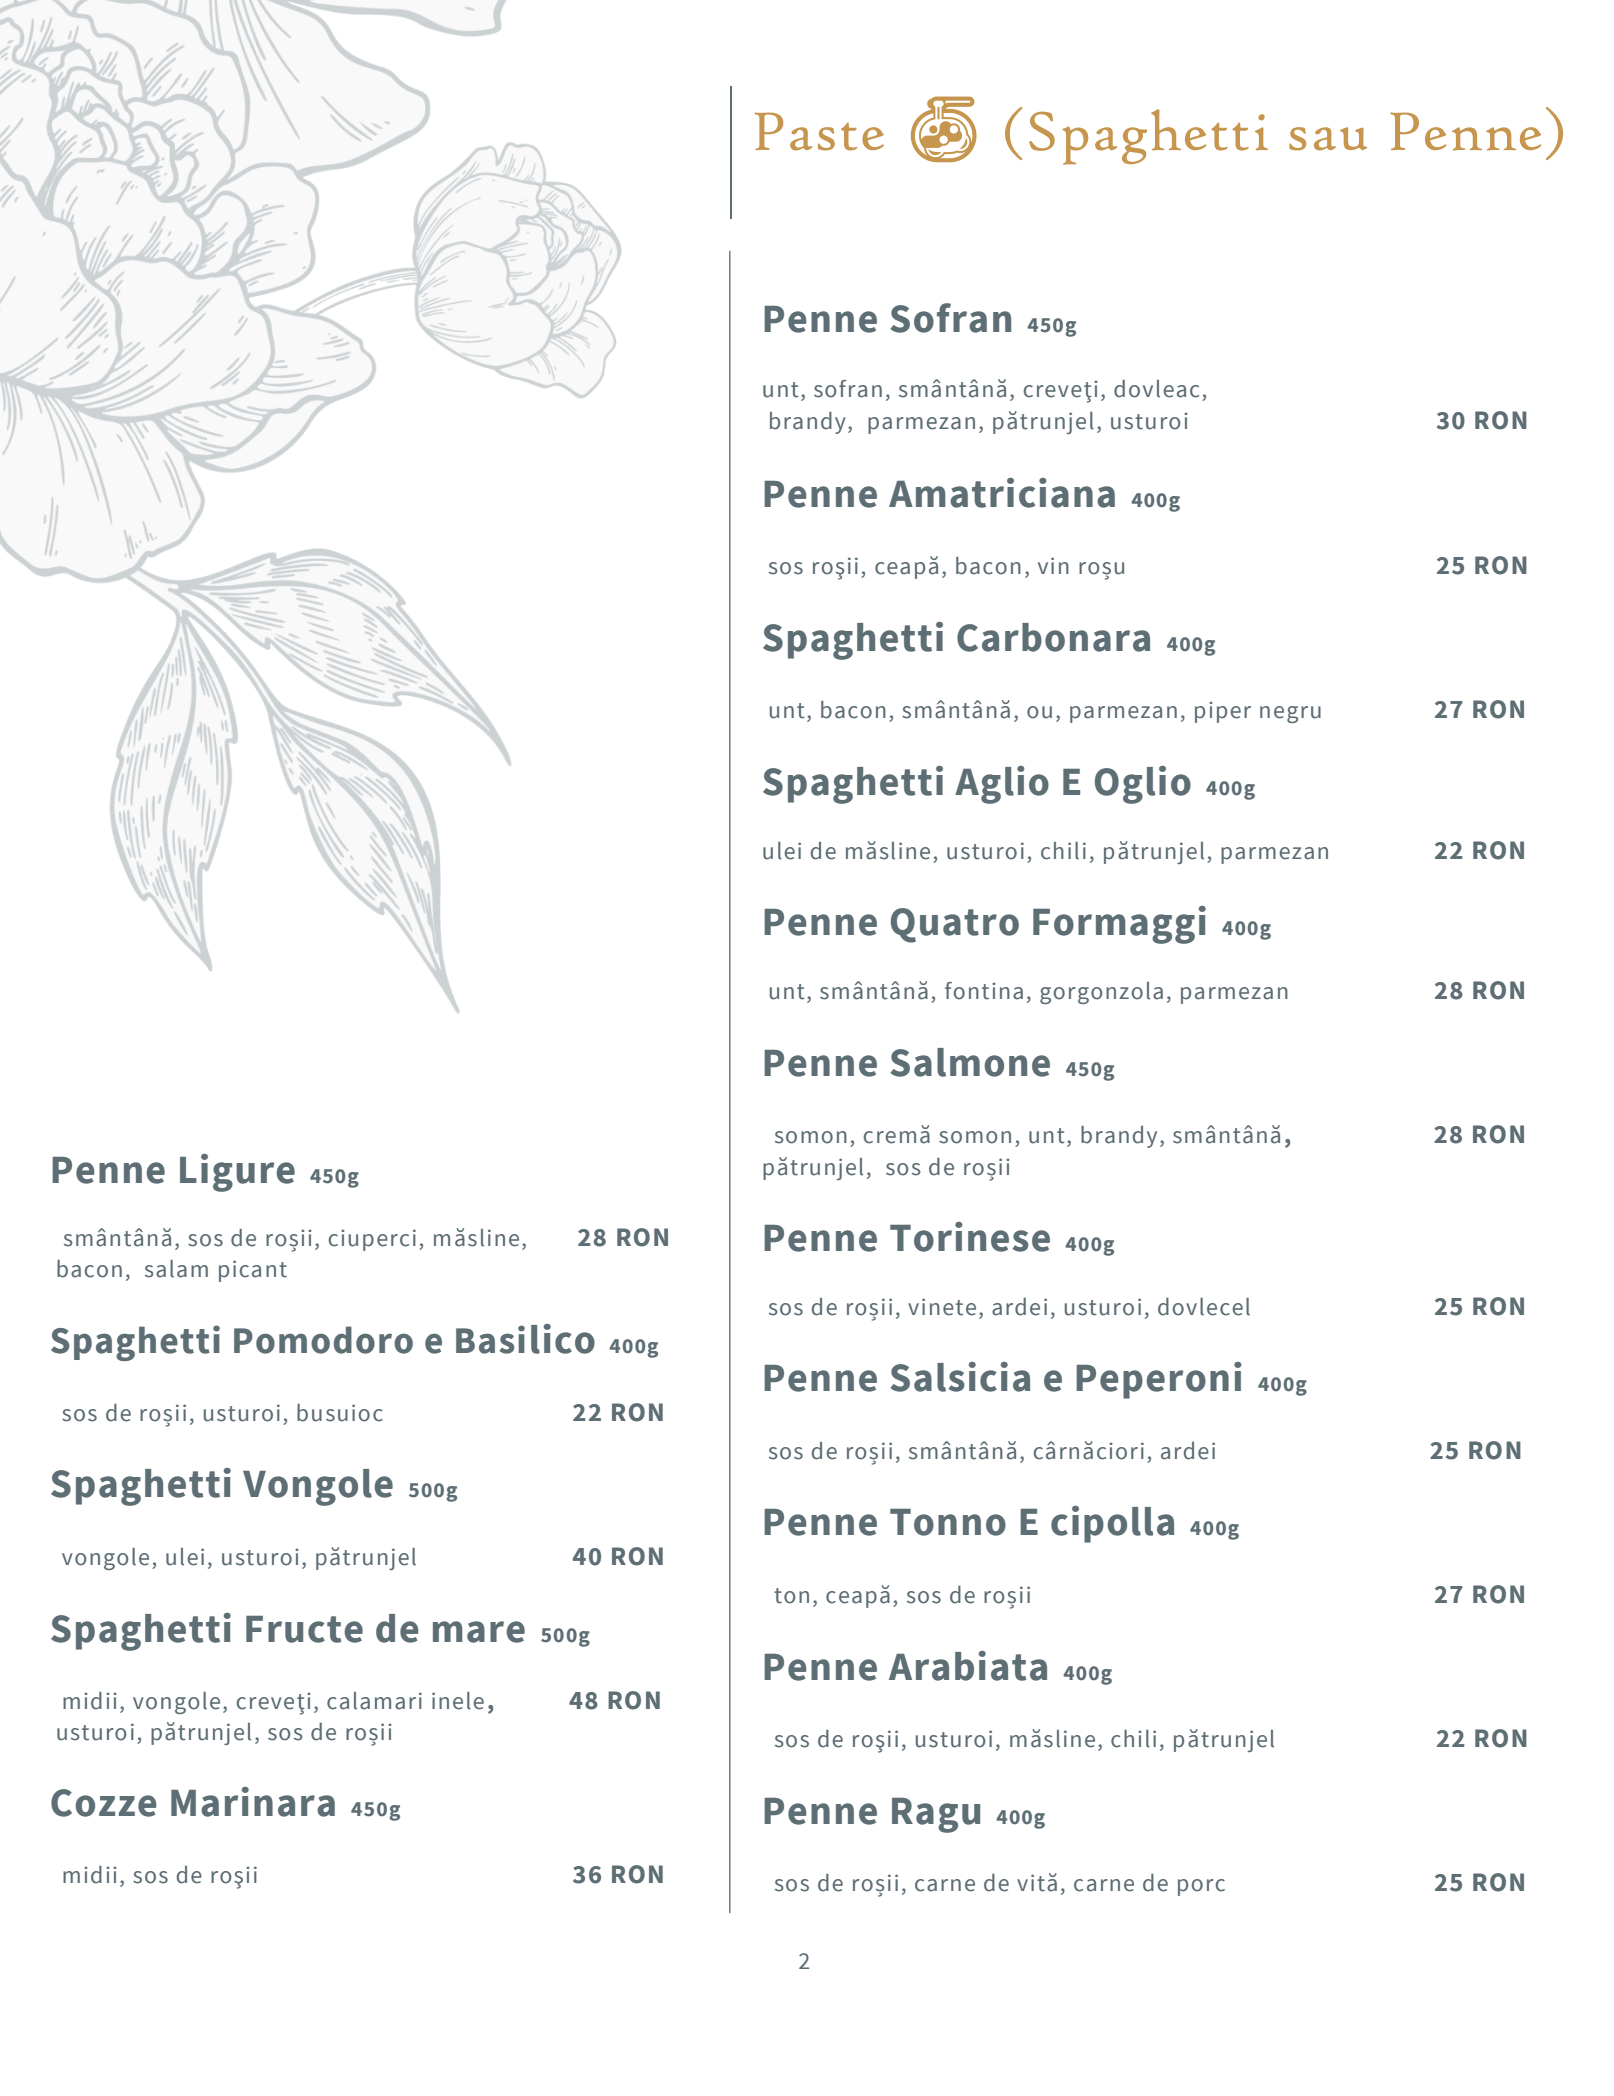 Paste (Spaghetti sau Penne)
Penne Sofran 450g
unt, sofran, smântână, creveţi, dovleac,
brandy, parmezan, pătrunjel, usturoi 30 RON
Penne Amatriciana 400g
sos roşii, ceapă, bacon, vin roșu 25 RON
Spaghetti Carbonara 400g
unt, bacon, smântână, ou, parmezan, piper negru 27 RON
Spaghetti Aglio E Oglio 400g
ulei de măsline, usturoi, chili, pătrunjel, parmezan 22 RON
Penne Quatro Formaggi 400g
unt, smântână, fontina, gorgonzola, parmezan 28 RON
Penne Salmone 450g
somon, cremă somon, unt, brandy, smântână, 28 RON
pătrunjel, sos de roșii
Penne Torinese 400g
sos de roșii, vinete, ardei, usturoi, dovlecel 25 RON
Penne Salsicia e Peperoni 400g
sos de roșii, smântână, cârnăciori, ardei 25 RON
Penne Tonno E cipolla 400g
ton, ceapă, sos de roșii 27 RON
Penne Arabiata 400g
sos de roşii, usturoi, măsline, chili, pătrunjel 22 RON
Penne Ragu 400g
sos de roșii, carne de vită, carne de porc 25 RON
Penne Ligure 450g
smântână, sos de roșii, ciuperci, măsline, 28 RON
bacon, salam picant
Spaghetti Pomodoro e Basilico 400g
sos de roșii, usturoi, busuioc 22 RON
Spaghetti Vongole 500g
vongole, ulei, usturoi, pătrunjel 40 RON
Spaghetti Fructe de mare 500g
midii, vongole, creveţi, calamari inele, 48 RON
usturoi, pătrunjel, sos de roșii
Cozze Marinara 450g
midii, sos de roşii 36 RON
2